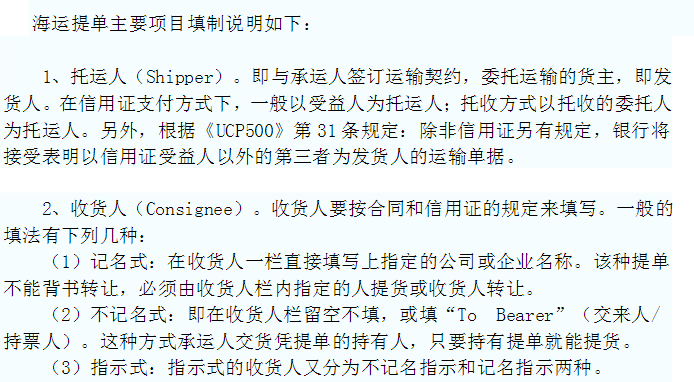 海运提单主要项目填制说明如下：
1、托运人（Shipper）。即与承运人签订运输契约，委托运输的货主，即发
货人。在信用证支付方式下，一般以受益人为托运人；托收方式以托收的委托人
为托运人。另外，根据《UCP500》第31条规定：除非信用证另有规定，银行将
接受表明以信用证受益人以外的第三者为发货人的运输单据。
2、收货人（Consignee）。收货人要按合同和信用证的规定来填写。一般的
填法有下列几种：
（1）记名式：在收货人一栏直接填写上指定的公司或企业名称。该种提单
不能背书转让，必须由收货人栏内指定的人提货或收货人转让。
（2）不记名式：即在收货人栏留空不填，或填“To Bearer”（交来人/
持票人）。这种方式承运人交货凭提单的持有人，只要持有提单就能提货。
（3）指示式：指示式的收货人又分为不记名指示和记名指示两种。